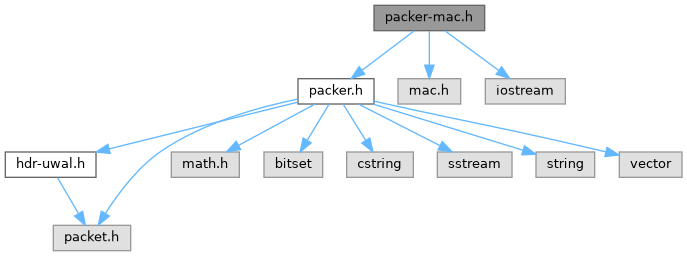 packer-mac.h
packer.h
mac.h
iostream
hdr-uwal.h
math.h
bitset
cstring
sstream
string
vector
packet.h